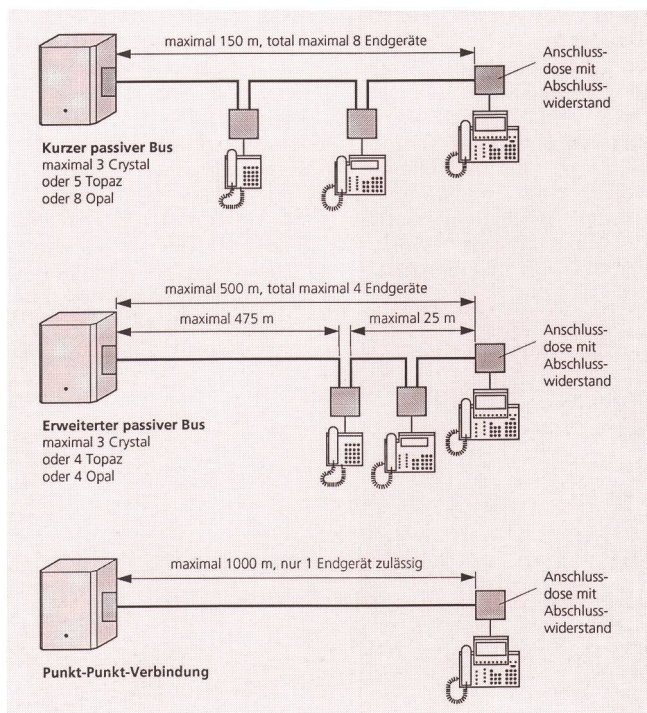 maximal 150 m, total maximal 8 Endgeräte
Anschluss-
dose mit
Abschluss-
widerstand
Kurzer passiver Bus
maximal 3 Crystal
oder 5 Topaz
oder 8 Opal
maximal 500 m, total maximal 4 Endgeräte
maximal 475 m
maximal 25 m
Anschluss-
dose mit
Abschluss-
widerstand
Erweiterter passiver Bus
maximal 3 Crystal
oder 4 Topaz
oder 4 Opal
maximal 1000 m, nur 1 Endgerät zulässig
Anschluss-
dose mit
Abschluss-
widerstand
Punkt-Punkt-Verbindung